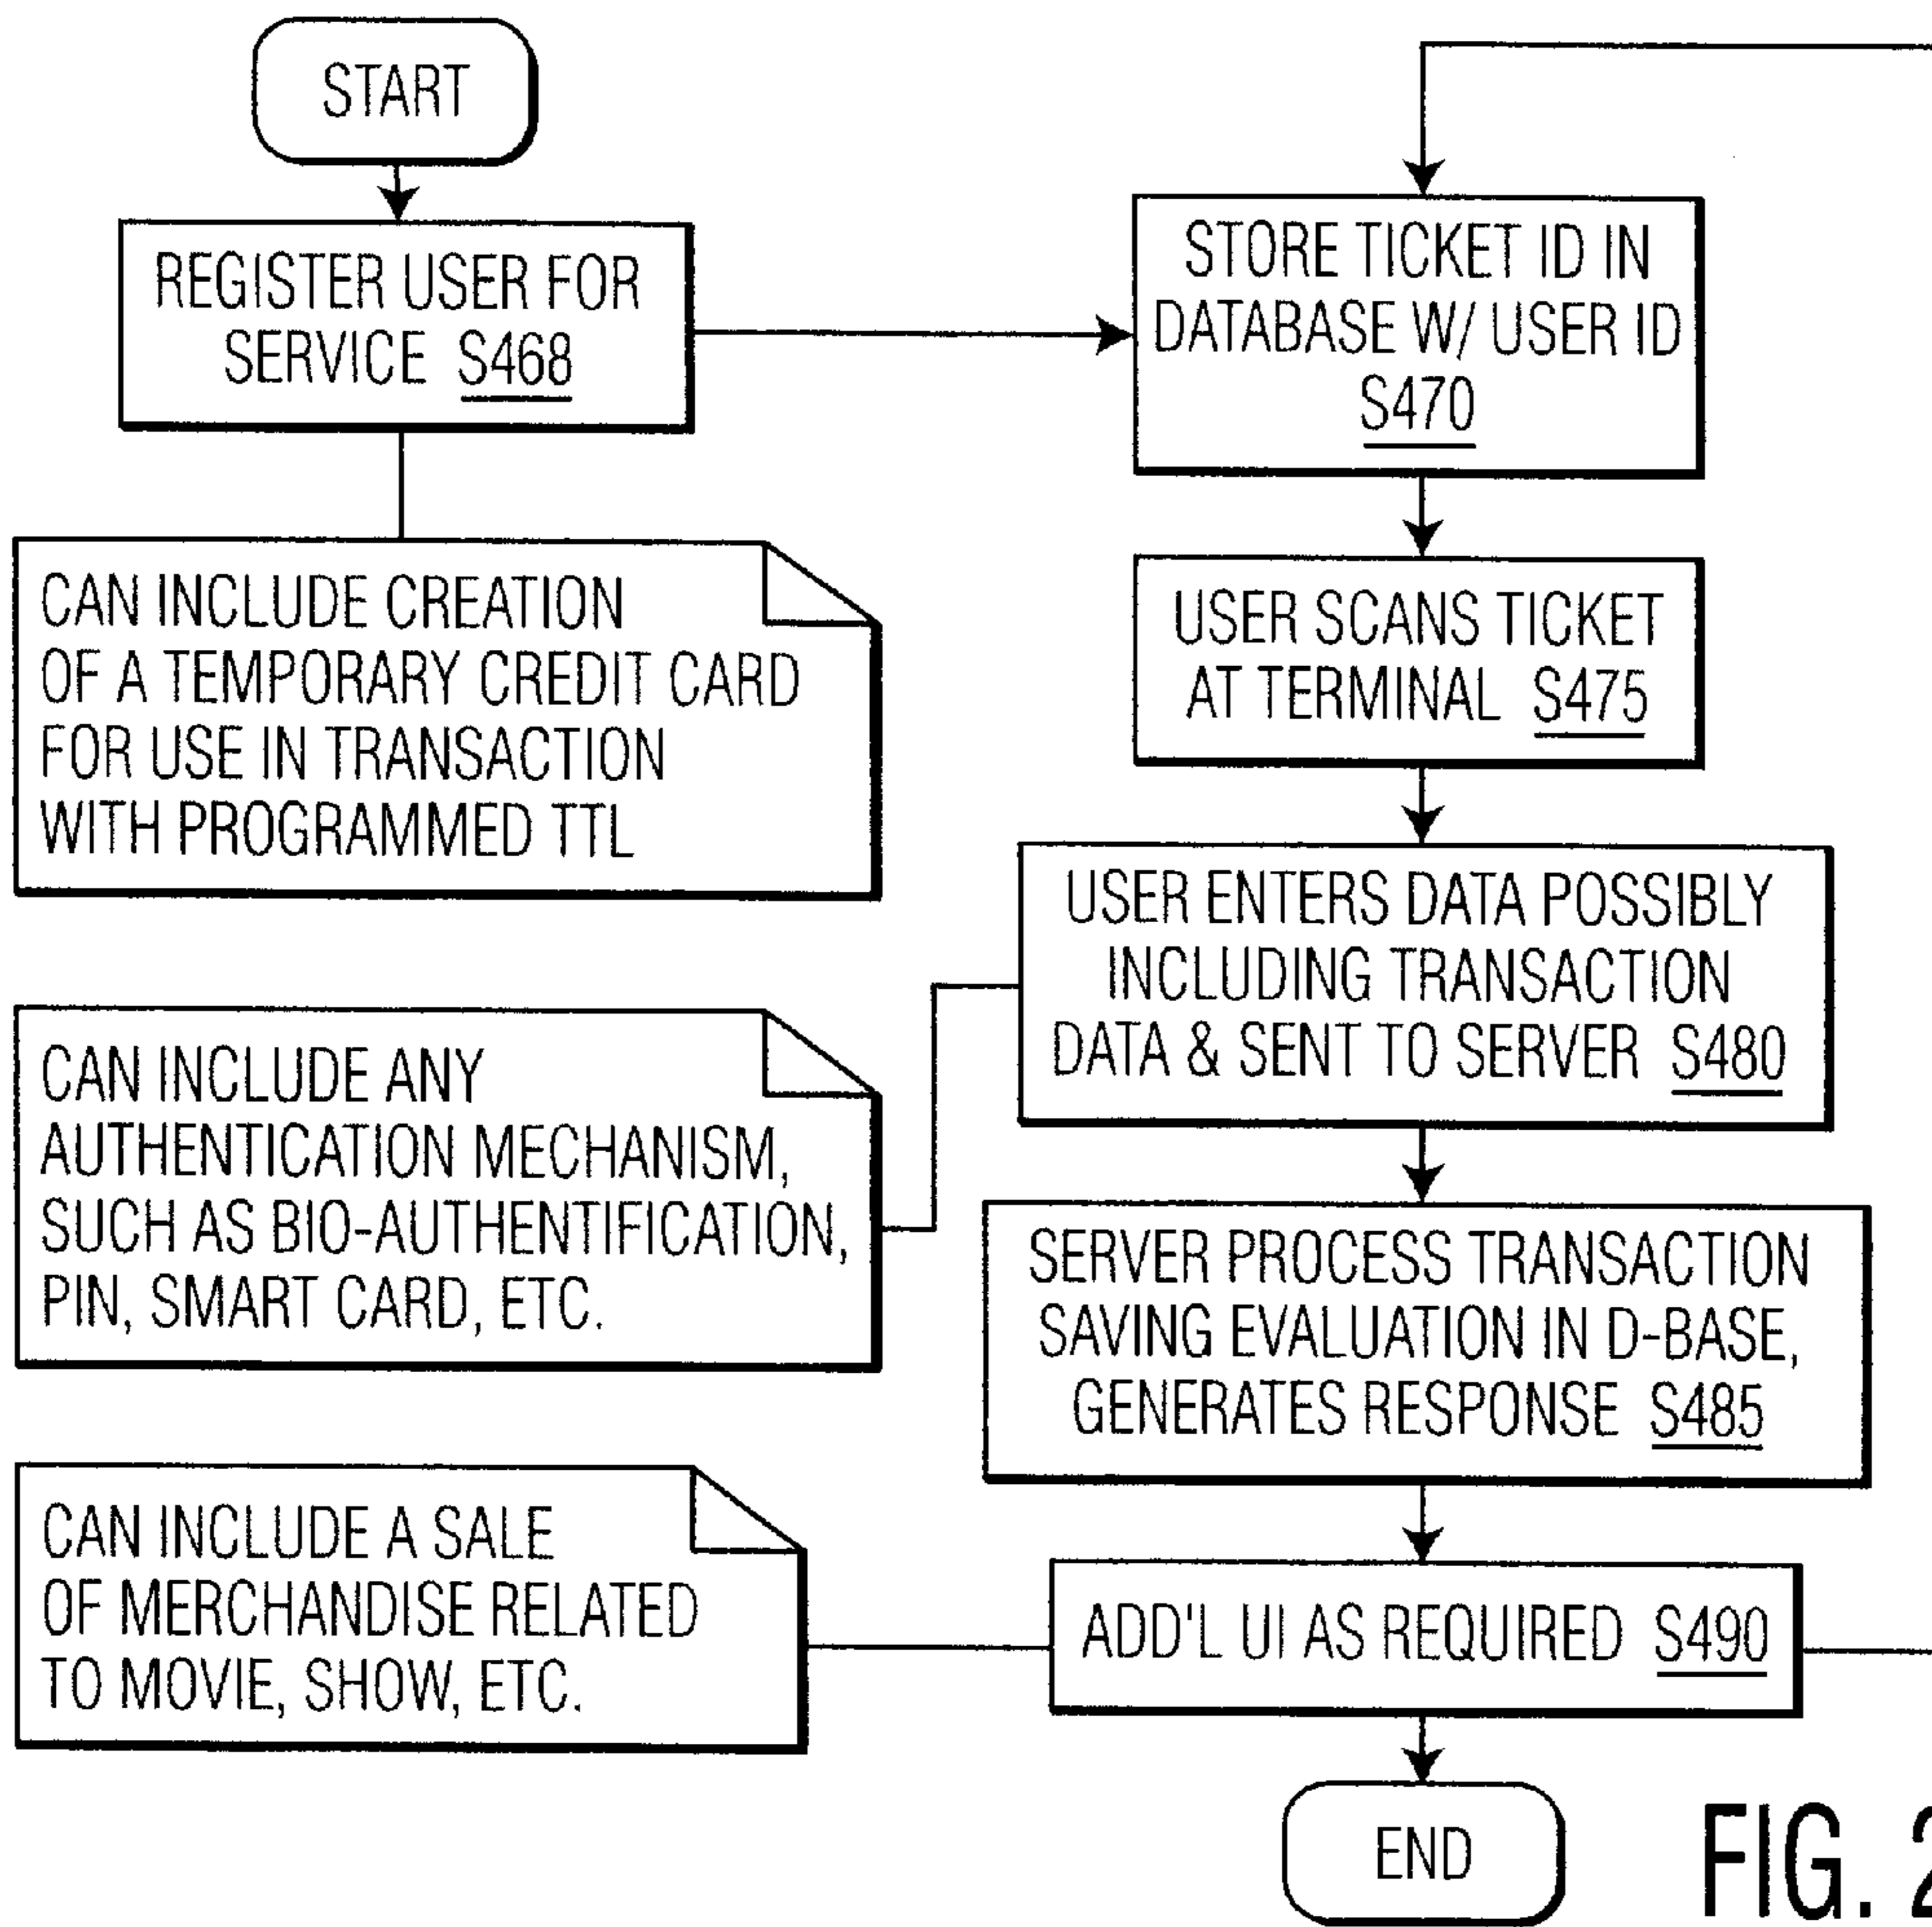 START
REGISTER USER FOR
SERVICE S468
CAN INCLUDE CREATION
OF A TEMPORARY CREDIT CARD
FOR USE IN TRANSACTION
WITH PROGRAMMED TTL
STORE TICKET ID IN
DATABASE W/ USER ID
S470
USER SCANS TICKET
AT TERMINAL S475
USER ENTERS DATA POSSIBLY
INCLUDING TRANSACTION
DATA & SENT TO SERVER S480
CAN INCLUDE ANY
AUTHENTICATION MECHANISM,
SUCH AS BIO-AUTHENTIFICATION,
PIN, SMART CARD, ETC.
SERVER PROCESS TRANSACTION
SAVING EVALUATION IN D-BASE,
GENERATES RESPONSE S485
CAN INCLUDE A SALE
OF MERCHANDISE RELATED
TO MOVIE, SHOW, ETC.
ADD'L UI AS REQUIRED S490
END
FIG. 2